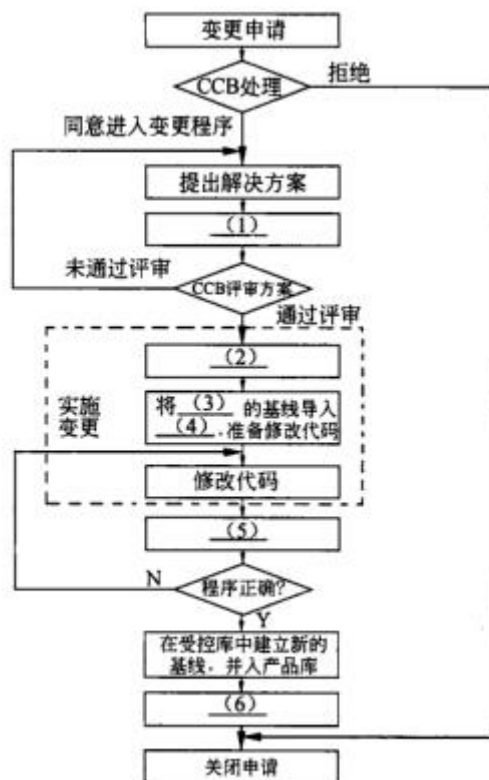 变更申请
CCB处理
拒绝
同意进入变更程序
提出解决方案
(1)
未通过评审
CCB评审方案
通过评审
(2)
实施
变更
将 (3) 的基线导入
(4) .准备修改代码
修改代码
(5)
N
程序正确?
Y
在受控库中建立新的
基线，并入产品库
(6)
关闭申请